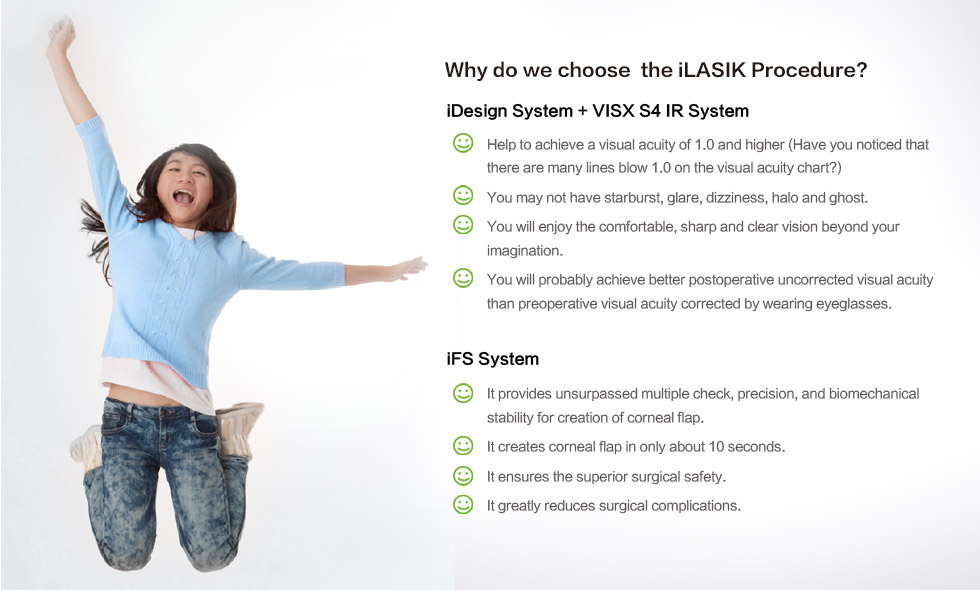 Why do we choose the iLASIK Procedure?
iDesign System + VISX S4 IR System
Help to achieve a visual acuity of 1.0 and higher (Have you noticed that
there are many lines blow 1.0 on the visual acuity chart?)
You may not have starburst, glare, dizziness, halo and ghost.
You will enjoy the comfortable, sharp and clear vision beyond your
imagination.
You will probably achieve better postoperative uncorrected visual acuity
than preoperative visual acuity corrected by wearing eyeglasses.
iFS System
It provides unsurpassed multiple check, precision, and biomechanical
stability for creation of corneal flap.
It creates corneal flap in only about 10 seconds.
It ensures the superior surgical safety.
It greatly reduces surgical complications.